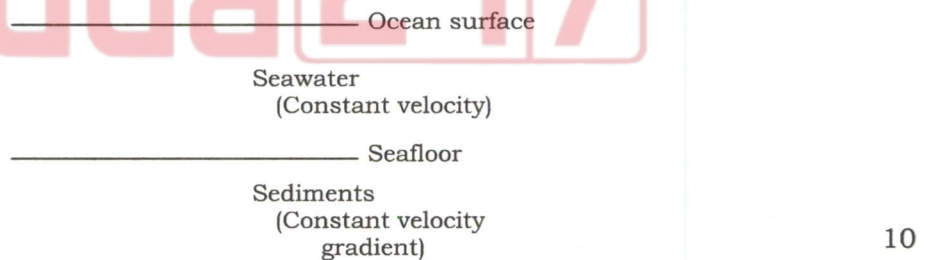 Ocean surface
Seawater
(Constant velocity)
Seafloor
Sediments
(Constant velocity
gradient)
10